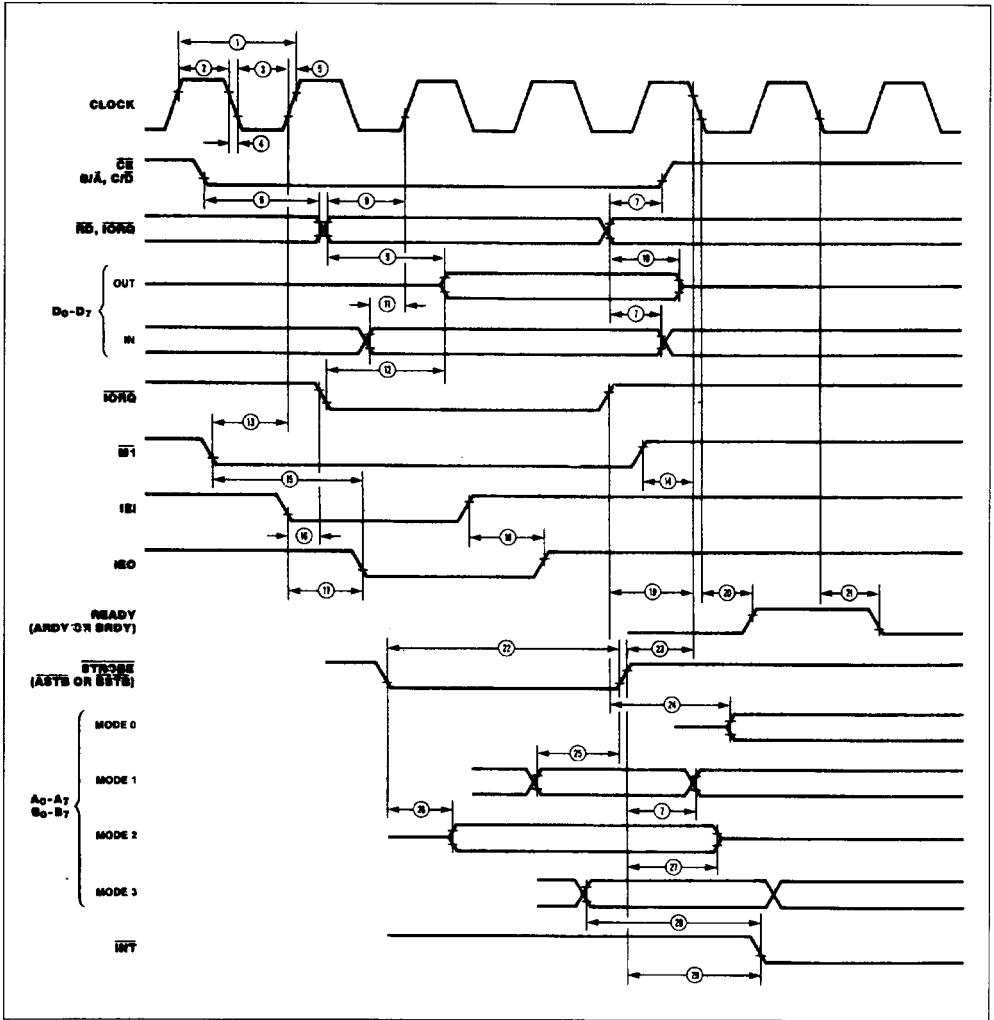 1
2 3 5
CLOCK
4
CE
B/A, C/D
6 8 7
RD, IORQ
9 10
OUT
11
D0-D7
7
IN
12
IORQ
13
M1
15 14
IEI
16 18
IEO
17 19 20 21
READY
(ARDY OR BRDY)
22 23
STROBE
(ASTB OR BSTB)
24
MODE 0
25
MODE 1
A0-A7
B0-B7
26 7
MODE 2
27
MODE 3
28
INT
29